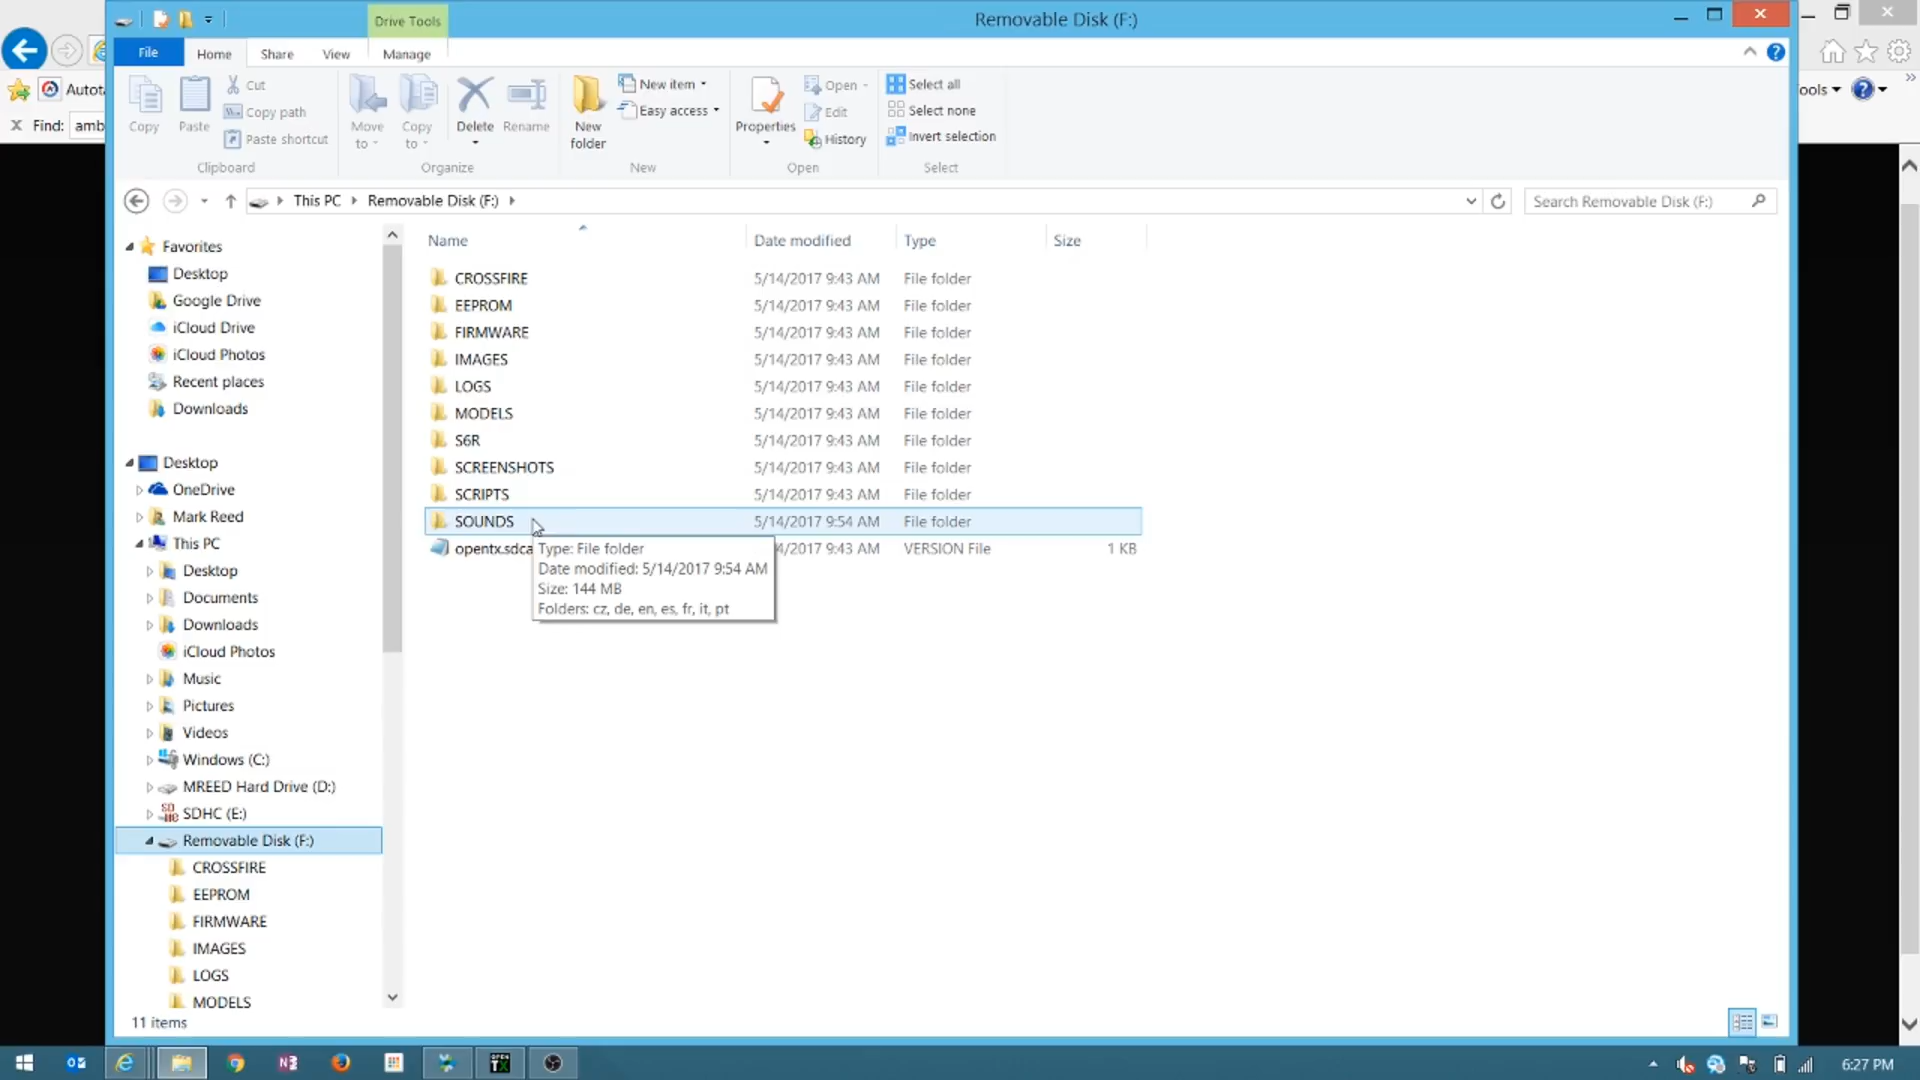 Drive Tools
Removable Disk (F:)
File
Home
Share
View
Manage
Autota
ools
Find: amb
Copy
Paste
Cut
Copy path
Paste shortcut
Clipboard
Move to
Copy to
Delete
Rename
Organize
New folder
New item
Easy access
New
Properties
Open
Edit
History
Open
Select all
Select none
Invert selection
Select
This PC
Removable Disk (F:)
Search Removable Disk (F:)
Favorites
Desktop
Google Drive
iCloud Drive
iCloud Photos
Recent places
Downloads
Desktop
OneDrive
Mark Reed
This PC
Desktop
Documents
Downloads
iCloud Photos
Music
Pictures
Videos
Windows (C:)
MREED Hard Drive (D:)
SDHC (E:)
Removable Disk (F:)
CROSSFIRE
EEPROM
FIRMWARE
IMAGES
LOGS
MODELS
Name Date modified Type Size
CROSSFIRE 5/14/2017 9:43 AM File folder
EEPROM 5/14/2017 9:43 AM File folder
FIRMWARE 5/14/2017 9:43 AM File folder
IMAGES 5/14/2017 9:43 AM File folder
LOGS 5/14/2017 9:43 AM File folder
MODELS 5/14/2017 9:43 AM File folder
S6R 5/14/2017 9:43 AM File folder
SCREENSHOTS 5/14/2017 9:43 AM File folder
SCRIPTS 5/14/2017 9:43 AM File folder
SOUNDS 5/14/2017 9:54 AM File folder
opentx.sdca 4/2017 9:43 AM VERSION File 1 KB
Type: File folder
Date modified: 5/14/2017 9:54 AM
Size: 144 MB
Folders: cz, de, en, es, fr, it, pt
11 items
OPEN
TX
6:27 PM